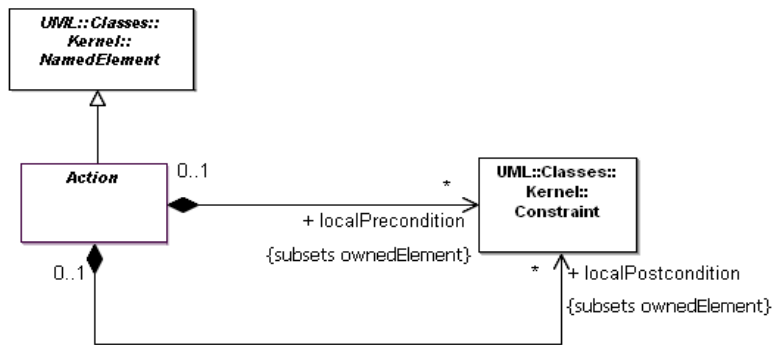 UML::Classes::
Kernel::
NamedElement
Action
0..1
*
+ localPrecondition
{subsets ownedElement}
UML::Classes::
Kernel::
Constraint
0..1
*
+ localPostcondition
{subsets ownedElement}